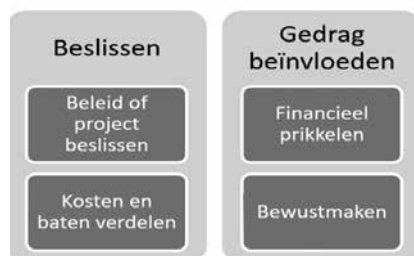 Beslissen
Beleid of
project
beslissen
Kosten en
baten verdelen
Gedrag
beïnvloeden
Financieel
prikkelen
Bewustmaken